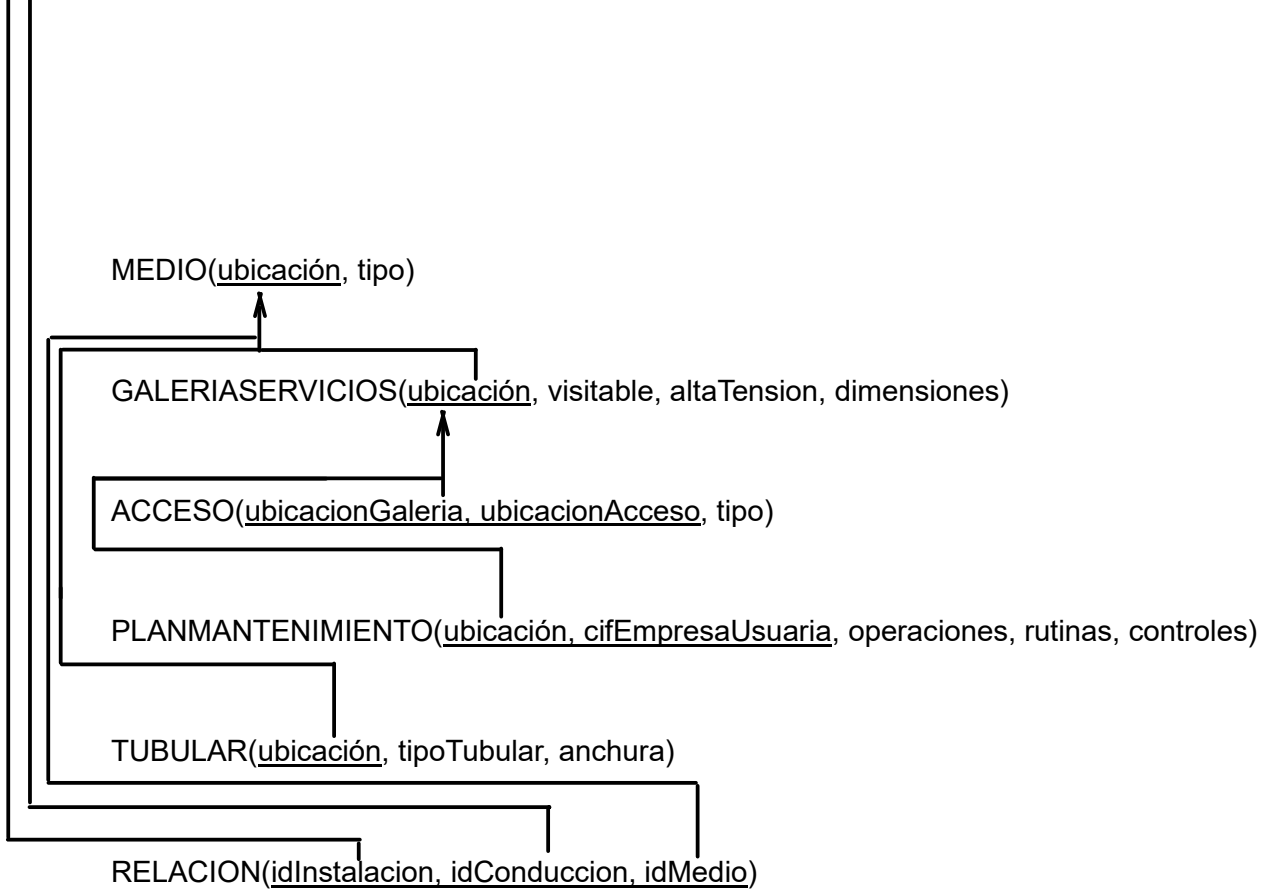 MEDIO(ubicación, tipo)
GALERIASERVICIOS(ubicación, visitable, altaTension, dimensiones)
ACCESO(ubicacionGaleria, ubicacionAcceso, tipo)
PLANMANTENIMIENTO(ubicación, cifEmpresaUsuaria, operaciones, rutinas, controles)
TUBULAR(ubicación, tipoTubular, anchura)
RELACION(idInstalacion, idConduccion, idMedio)